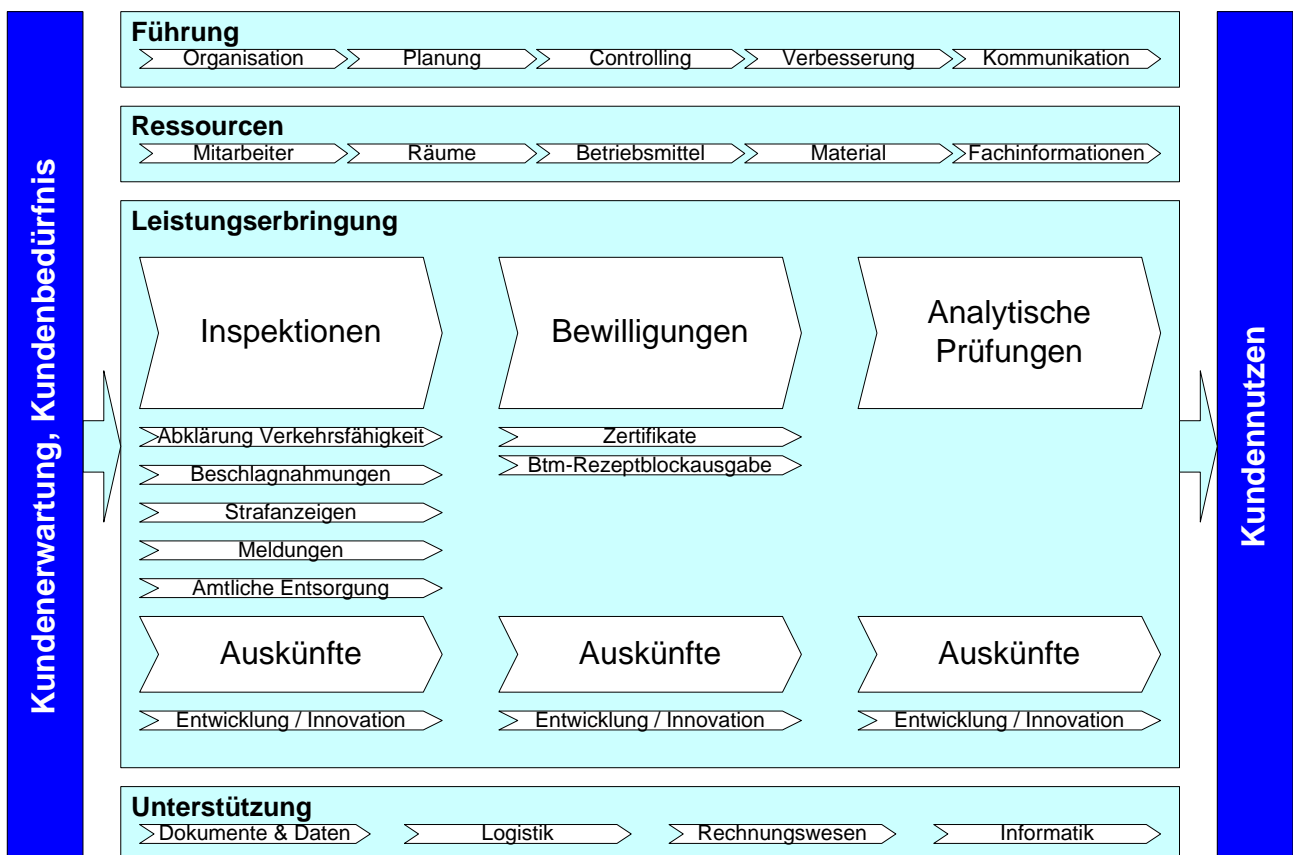 Kundenerwartung, Kundenbedürfnis
Führung
Organisation
Planung
Controlling
Verbesserung
Kommunikation
Ressourcen
Mitarbeiter
Räume
Betriebsmittel
Material
Fachinformationen
Leistungserbringung
Inspektionen
Abklärung Verkehrsfähigkeit
Beschlagnahmungen
Strafanzeigen
Meldungen
Amtliche Entsorgung
Auskünfte
Entwicklung / Innovation
Bewilligungen
Zertifikate
Btm-Rezeptblockausgabe
Auskünfte
Entwicklung / Innovation
Analytische
Prüfungen
Auskünfte
Entwicklung / Innovation
Unterstützung
Dokumente & Daten
Logistik
Rechnungswesen
Informatik
Kundennutzen